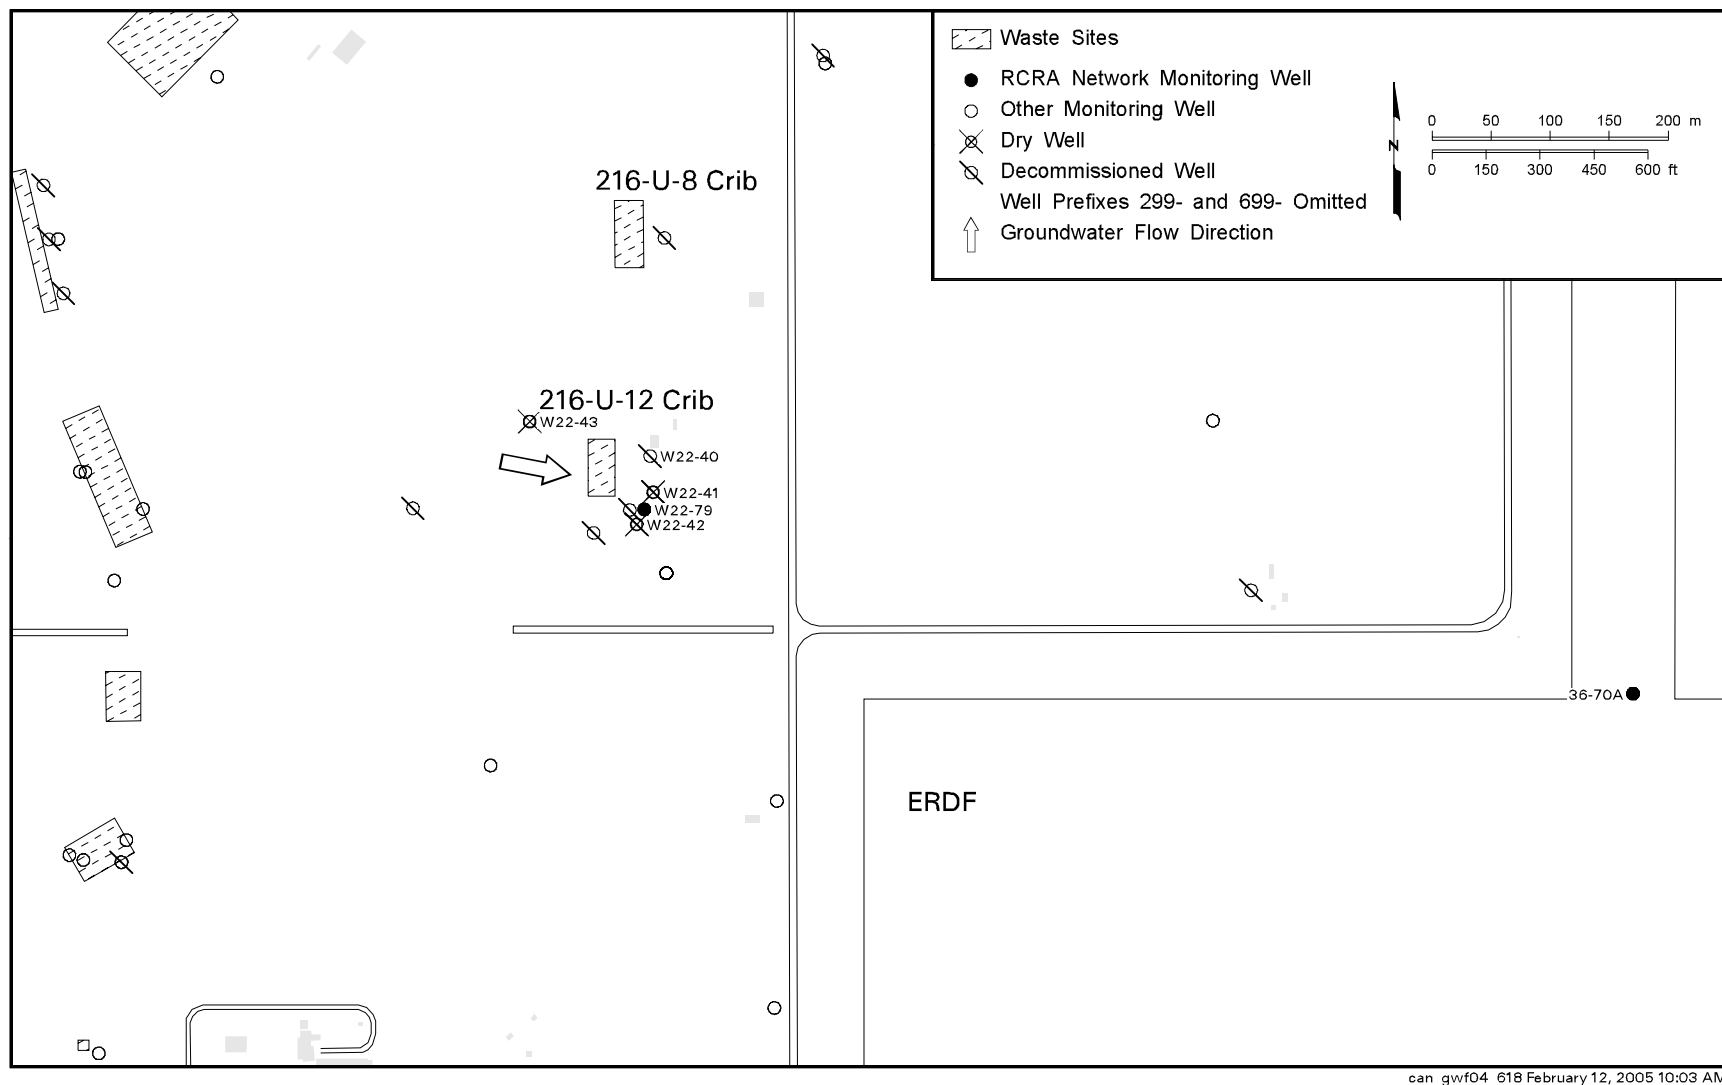 Waste Sites
RCRA Network Monitoring Well
Other Monitoring Well
Dry Well
Decommissioned Well
Well Prefixes 299- and 699- Omitted
Groundwater Flow Direction
N
0 50 100 150 200 m
0 150 300 450 600 ft
216-U-8 Crib
216-U-12 Crib
W22-43
W22-40
W22-41
W22-79
W22-42
36-70A
ERDF
can_gwf04_618 February 12, 2005 10:03 AM